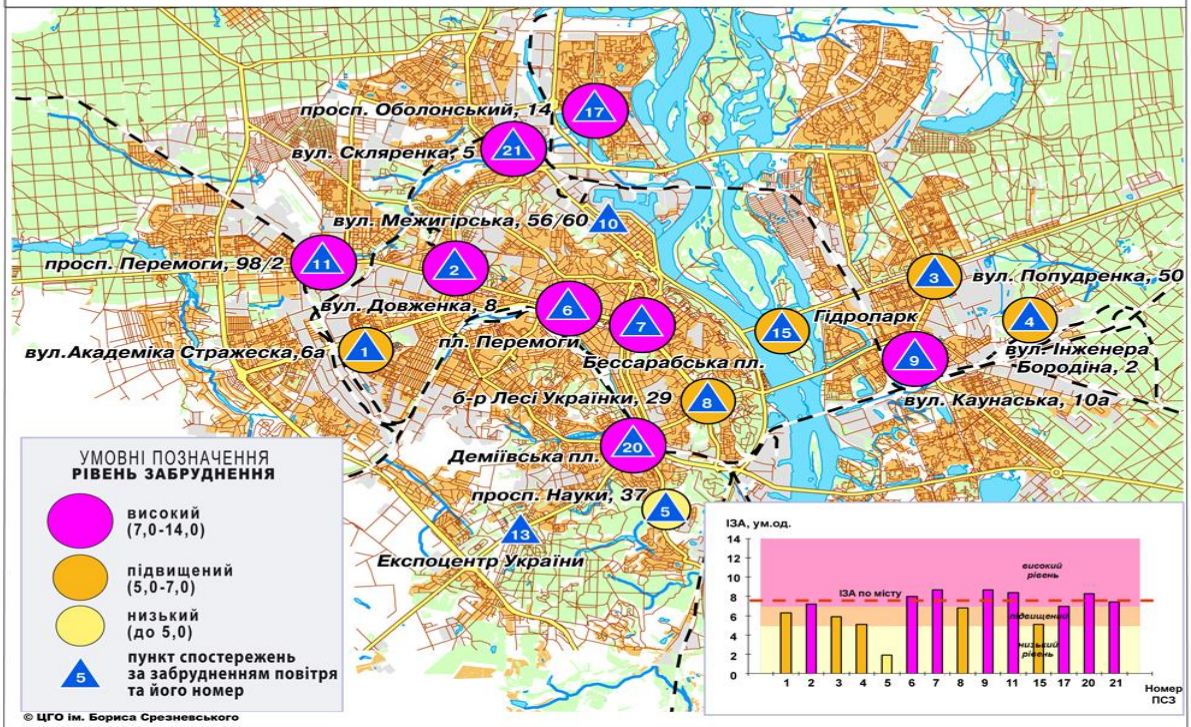 просп. Оболонський, 14
17
вул. Скляренка, 5
21
вул. Межигірська, 56/60
10
просп. Перемоги, 98/2
11
2
3
вул. Попудренка, 50
вул. Довженка, 8
6
7
15
Гідропарк
4
вул.Академіка Стражеска,6а
1
пл. Перемоги
Бессарабська пл.
9
вул. Інженера
Бородіна, 2
б-р Лесі Українки, 29
8
вул. Каунаська, 10а
Деміївська пл.
20
просп. Науки, 37
5
13
Експоцентр України
УМОВНІ ПОЗНАЧЕННЯ
РІВЕНЬ ЗАБРУДНЕННЯ
високий
(7,0-14,0)
підвищений
(5,0-7,0)
низький
(до 5,0)
5
пункт спостережень
за забрудненням повітря
та його номер
© ЦГО ім. Бориса Срезневського
ІЗА, ум.од.
14
12
10
8
6
4
2
0
високий
рівень
ІЗА по місту
підвищений
низький
рівень
1 2 3 4 5 6 7 8 9 11 15 17 20 21
Номер
ПСЗ